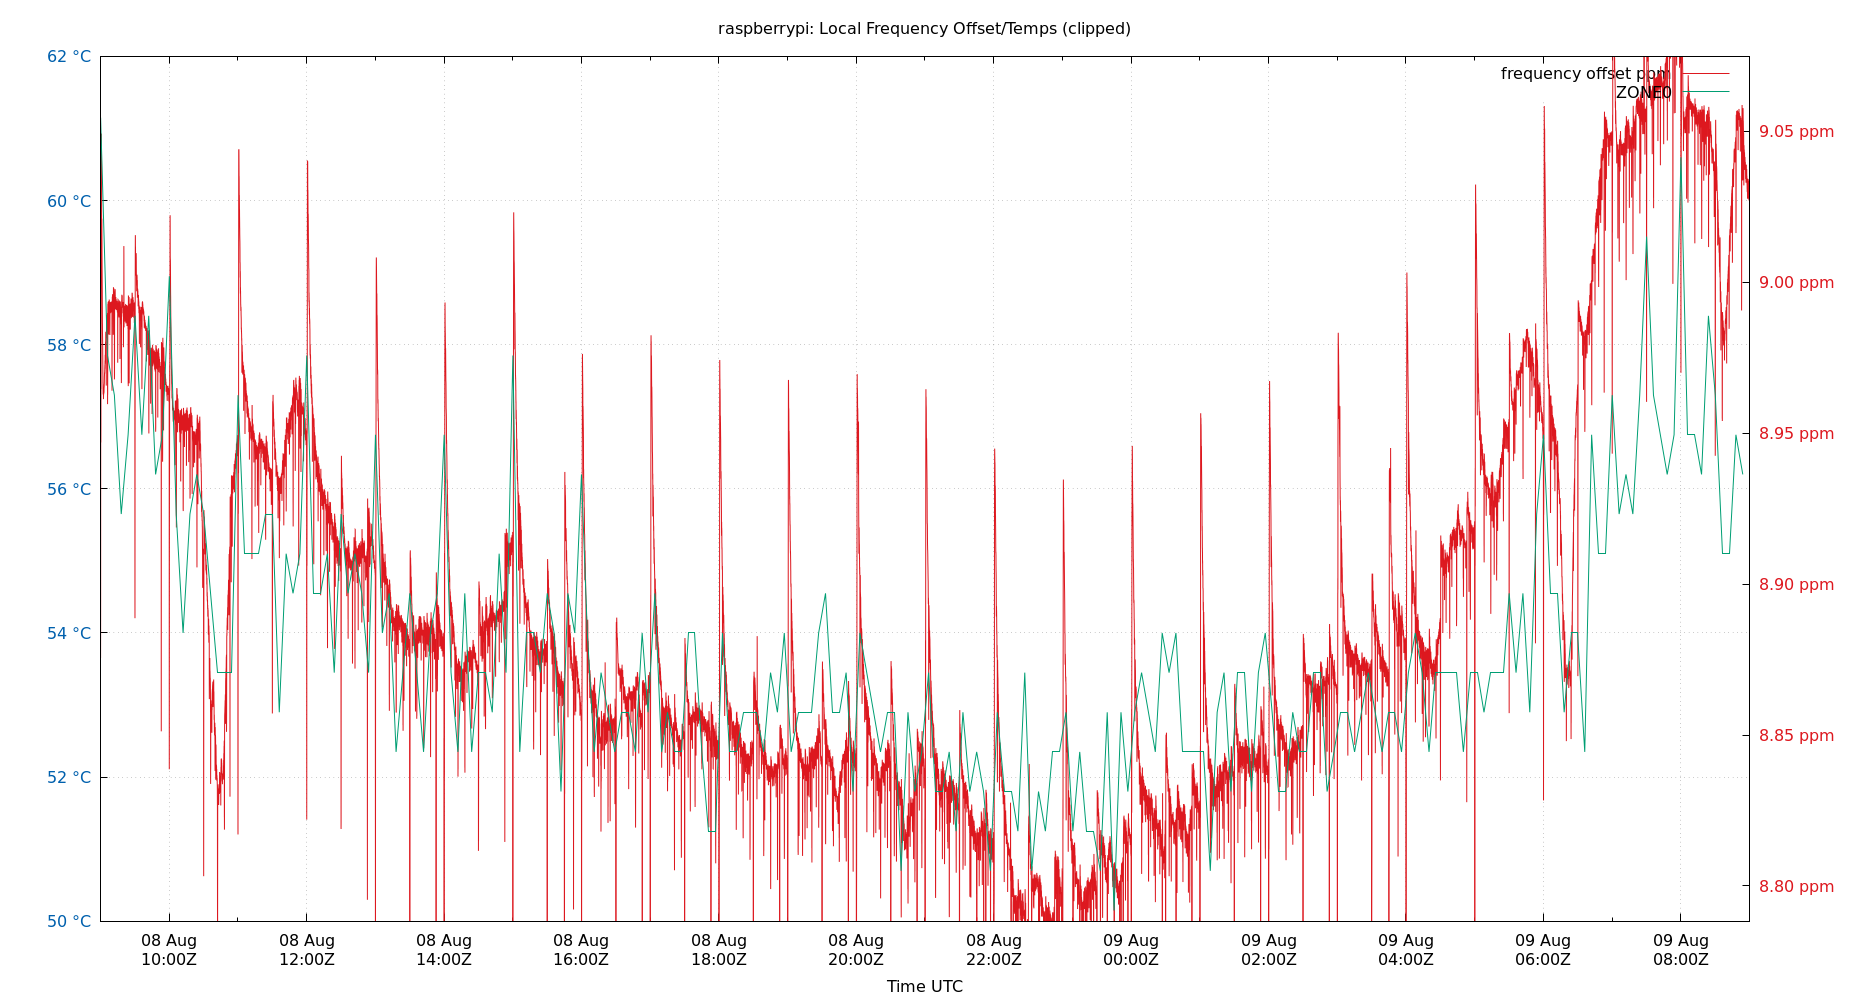 raspberrypi: Local Frequency Offset/Temps (clipped)
62 °C
60 °C
58 °C
56 °C
54 °C
52 °C
50 °C
frequency offset ppm
ZONE0
9.05 ppm
9.00 ppm
8.95 ppm
8.90 ppm
8.85 ppm
8.80 ppm
08 Aug 08 Aug 08 Aug 08 Aug 08 Aug 08 Aug 08 Aug 09 Aug 09 Aug 09 Aug 09 Aug 09 Aug
10:00Z 12:00Z 14:00Z 16:00Z 18:00Z 20:00Z 22:00Z 00:00Z 02:00Z 04:00Z 06:00Z 08:00Z
Time UTC